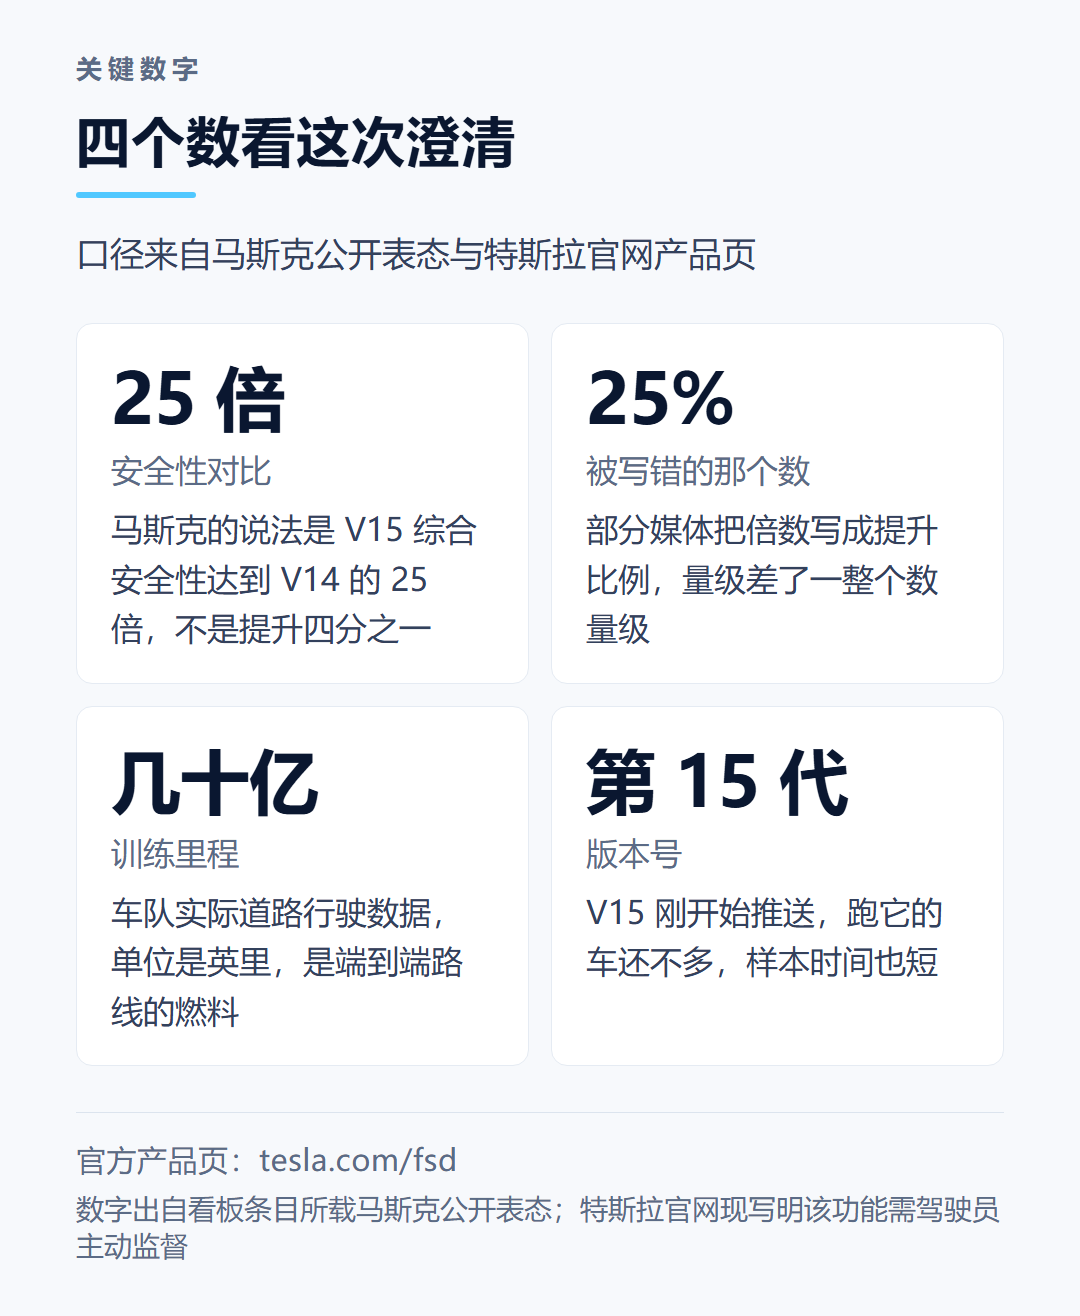 关键数字
四个数看这次澄清
口径来自马斯克公开表态与特斯拉官网产品页
25 倍
安全性对比
马斯克的说法是 V15 综合
安全性达到 V14 的 25
倍，不是提升四分之一
25%
被写错的那个数
部分媒体把倍数写成提升
比例，量级差了一整个数
量级
几十亿
训练里程
车队实际道路行驶数据，
单位是英里，是端到端路
线的燃料
第 15 代
版本号
V15 刚开始推送，跑它的
车还不多，样本时间也短
官方产品页：tesla.com/fsd
数字出自看板条目所载马斯克公开表态；特斯拉官网现写明该功能需驾驶员
主动监督